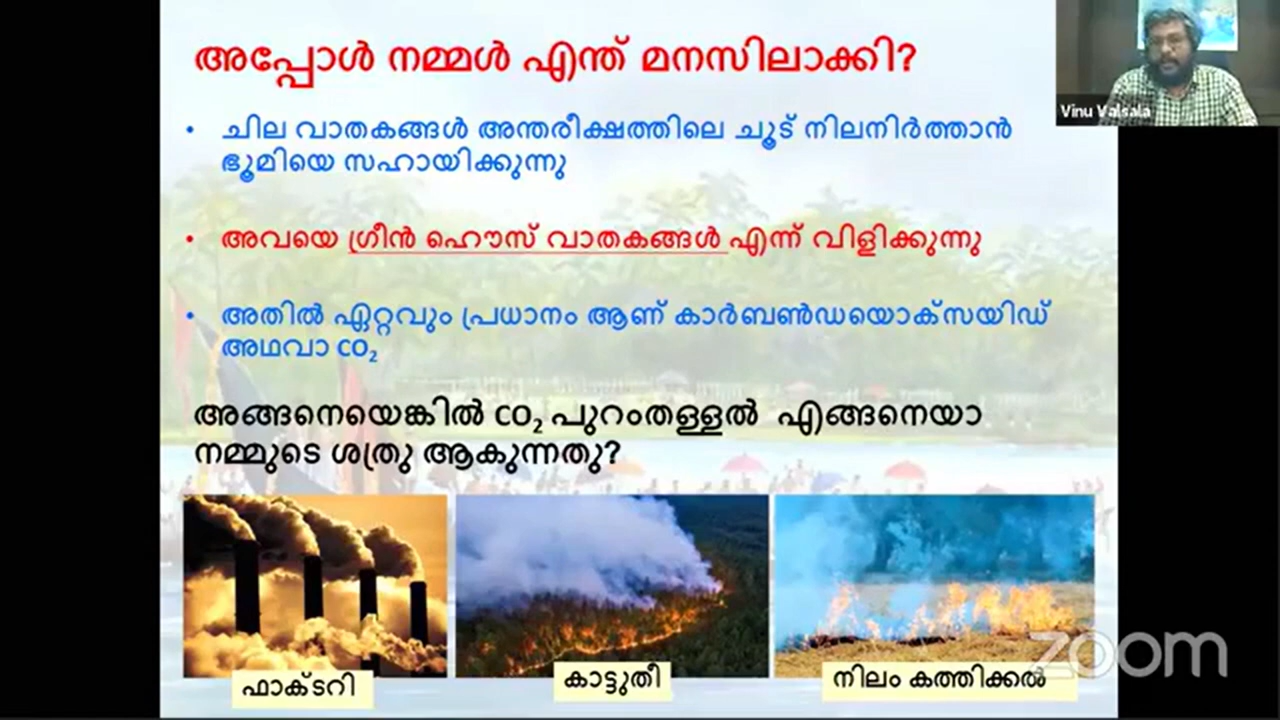 അപ്പോൾ നമ്മൾ എന്ത് മനസിലാക്കി?
Vinu Valsala
• ചില വാതകങ്ങൾ അന്തരീക്ഷത്തിലെ ചൂട് നിലനിർത്താൻ
ഭൂമിയെ സഹായിക്കുന്നു
• അവയെ ഗ്രീൻ ഹൌസ് വാതകങ്ങൾ എന്ന് വിളിക്കുന്നു
• അതിൽ ഏറ്റവും പ്രധാനം ആണ് കാർബൺഡയൊക്സയിഡ്
അഥവാ CO₂
അങ്ങനെയെങ്കിൽ CO₂ പുറംതള്ളൽ എങ്ങനെയാ
നമ്മുടെ ശത്രു ആകുന്നതു?
ഫാക്ടറി
കാട്ടുതീ
നിലം കത്തിക്കൽ
zoom